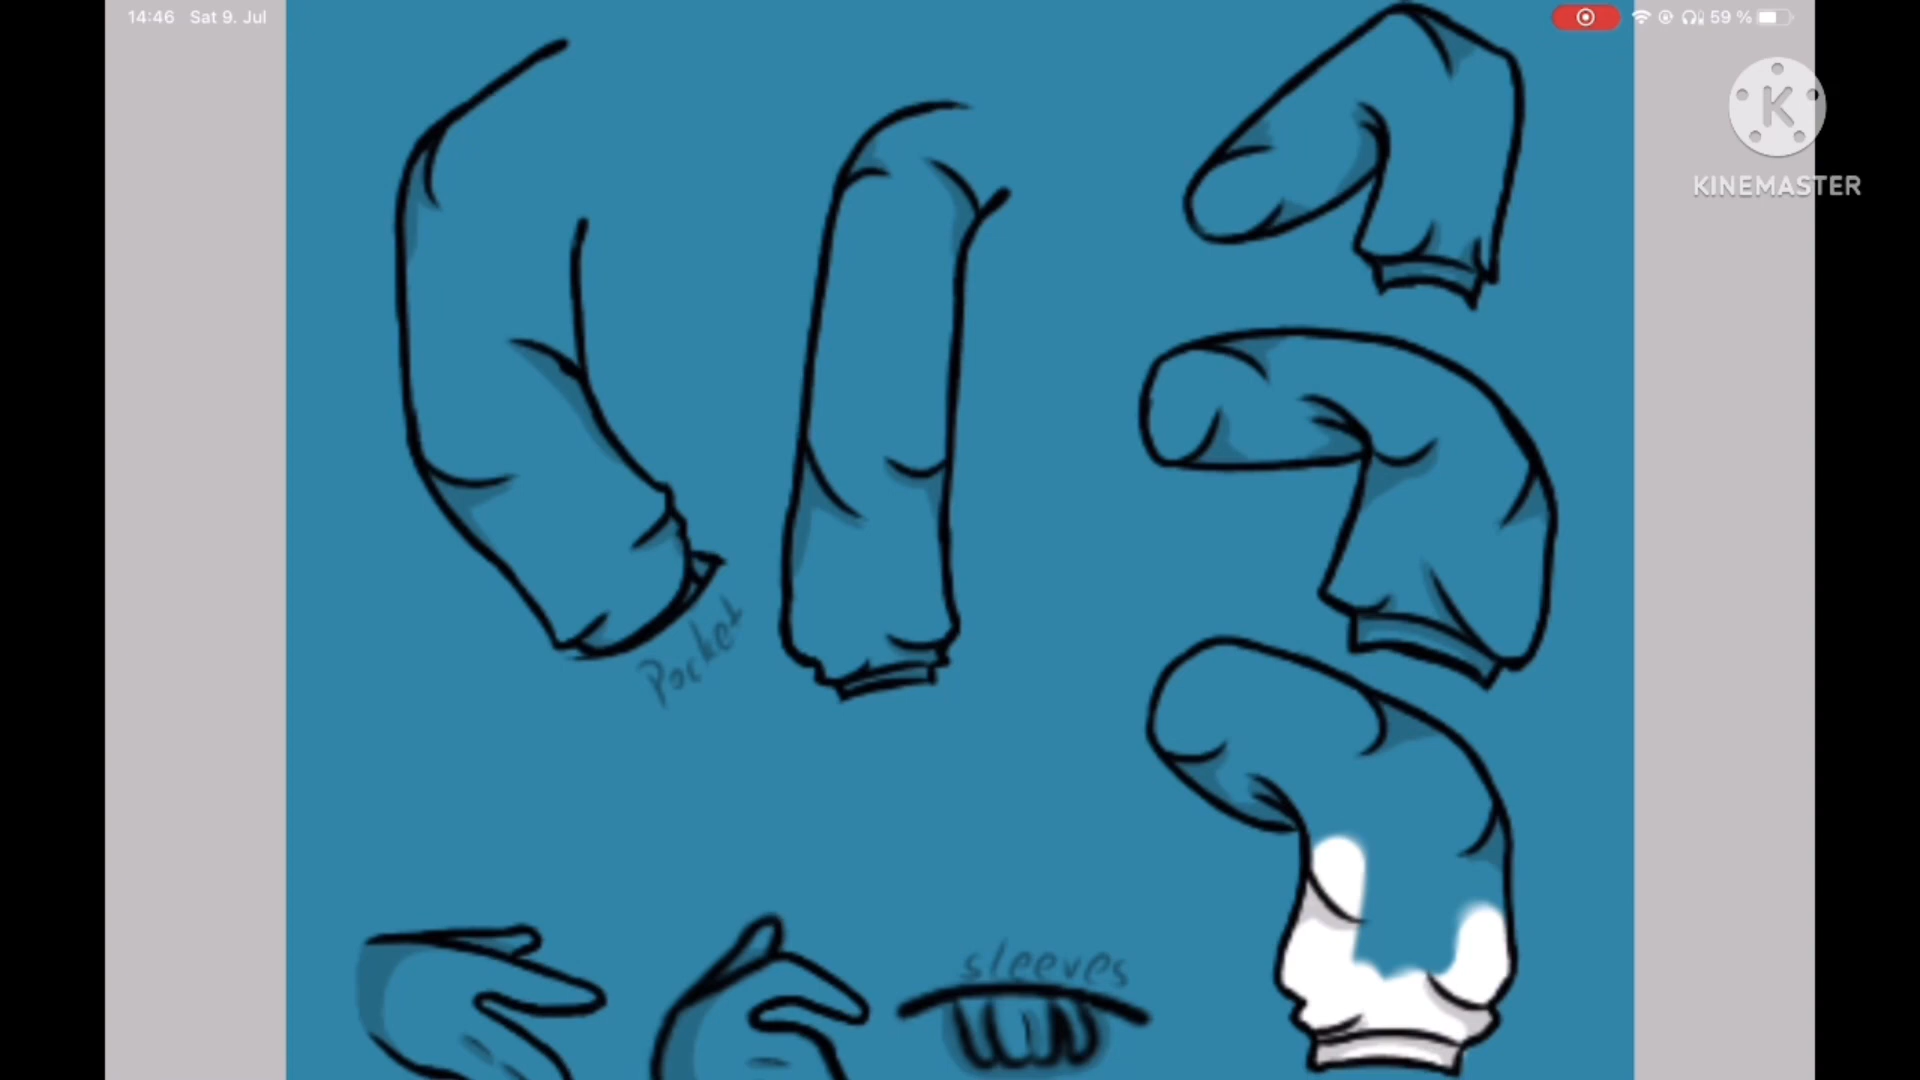 14:46 Sat 9. Jul
59 %
K
KINEMASTER
Pocket
sleeves